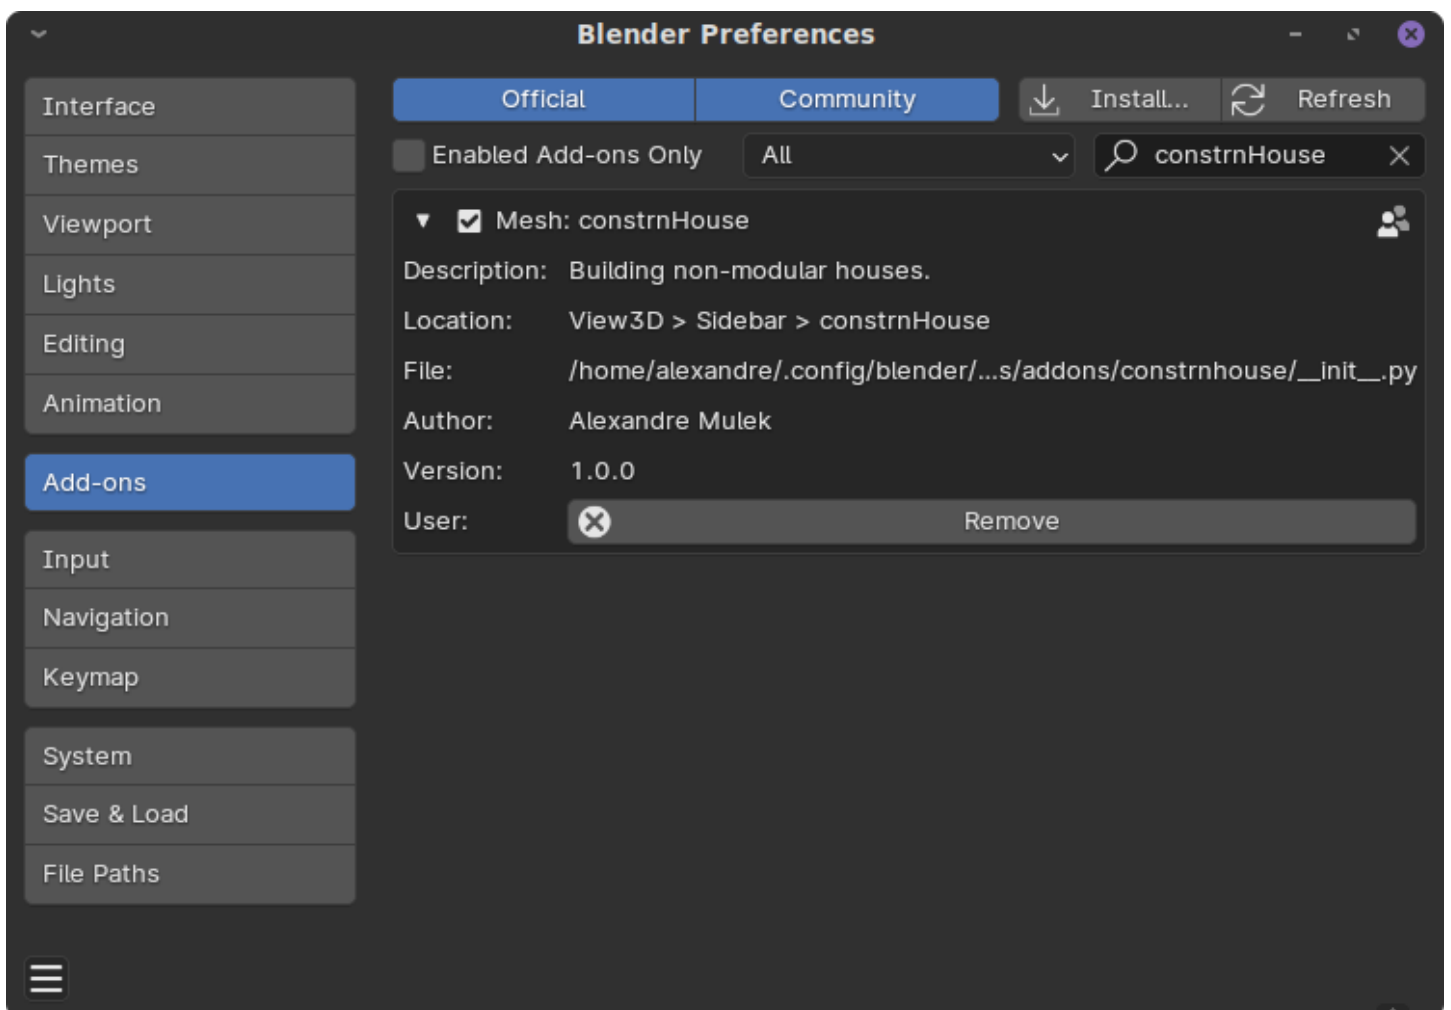 Blender Preferences
Interface
Themes
Viewport
Lights
Editing
Animation
Add-ons
Input
Navigation
Keymap
System
Save & Load
File Paths
Official Community Install... Refresh
Enabled Add-ons Only All constrnHouse
Mesh: constrnHouse
Description: Building non-modular houses.
Location: View3D > Sidebar > constrnHouse
File: /home/alexandre/.config/blender/...s/addons/constrnhouse/__init__.py
Author: Alexandre Mulek
Version: 1.0.0
User: Remove